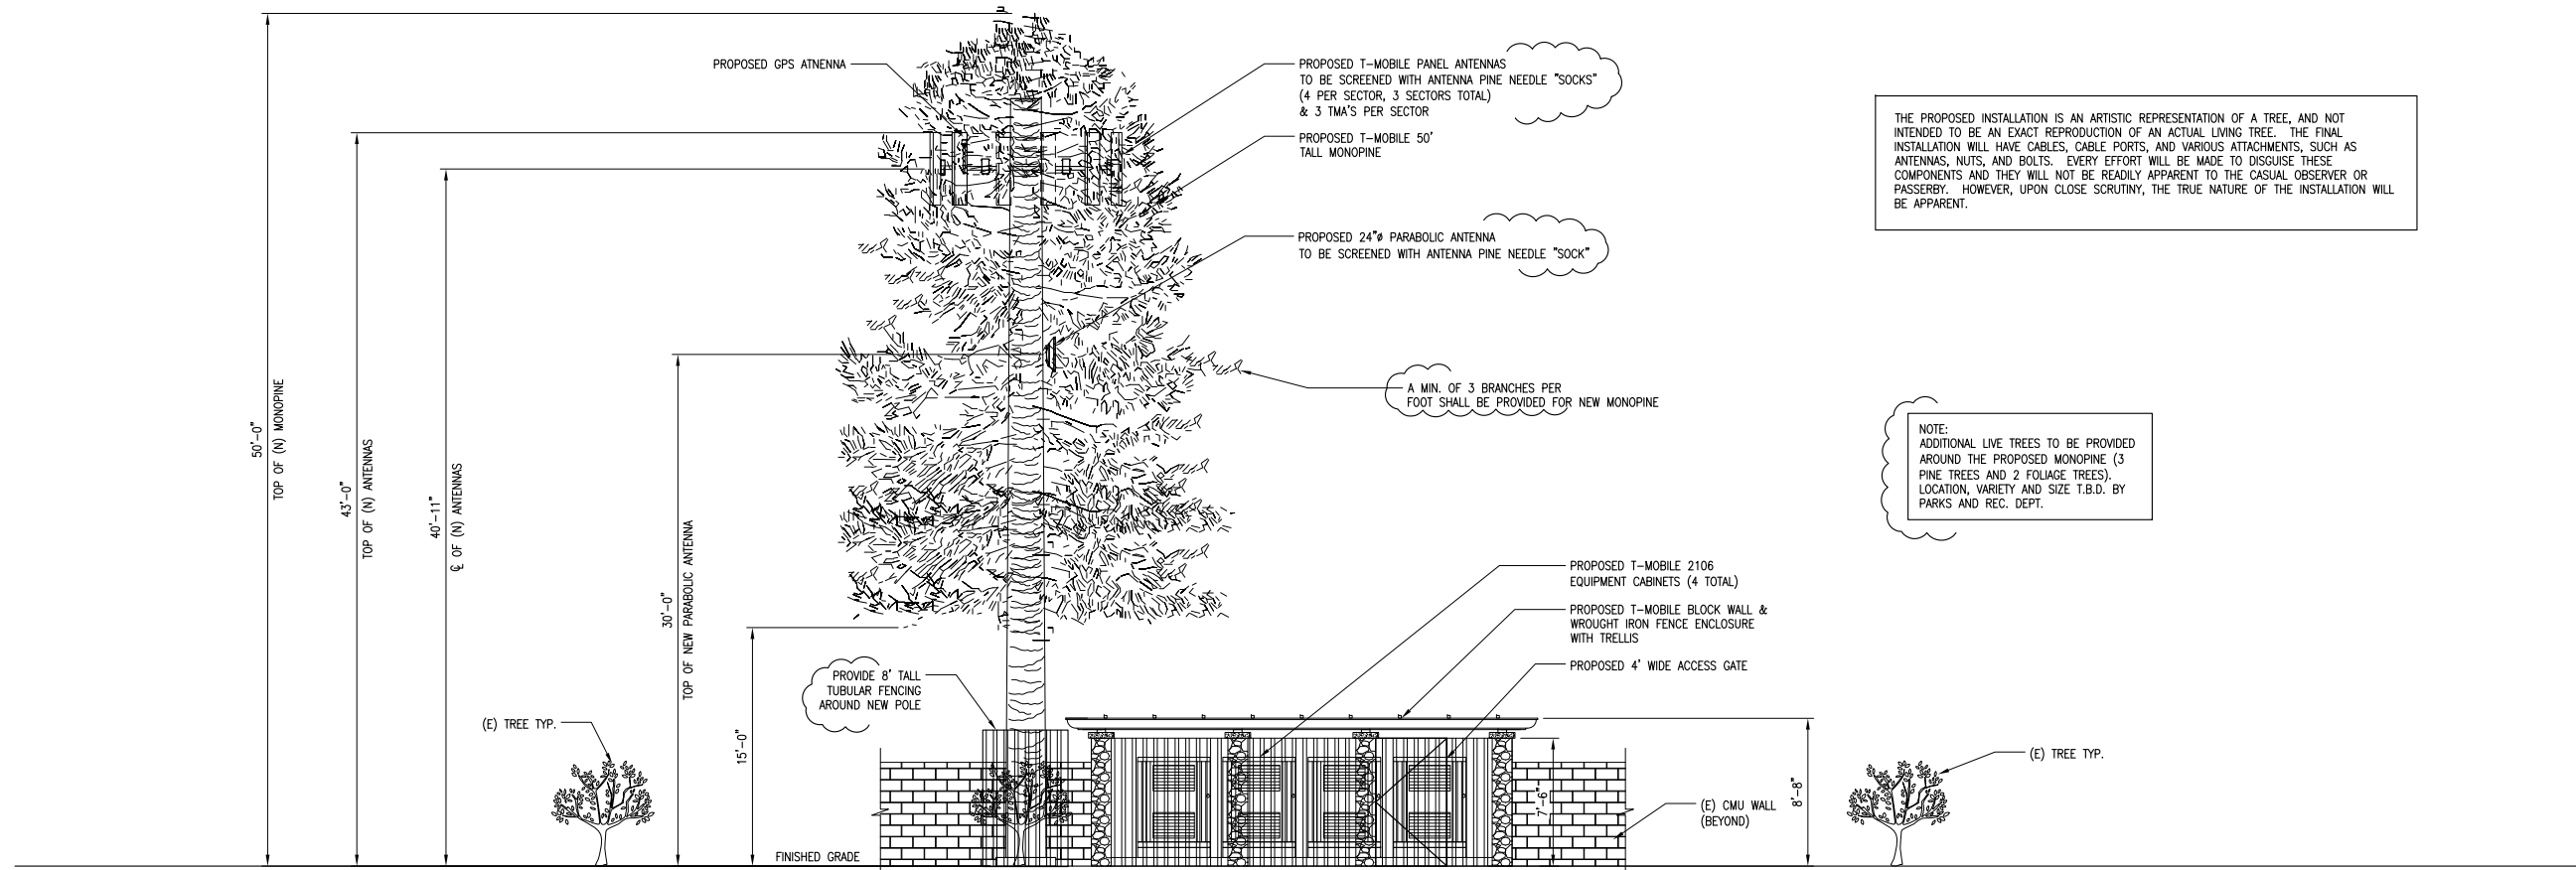 PROPOSED GPS ATNENNA
PROPOSED T-MOBILE PANEL ANTENNAS
TO BE SCREENED WITH ANTENNA PINE NEEDLE "SOCKS"
(4 PER SECTOR, 3 SECTORS TOTAL)
& 3 TMA'S PER SECTOR
PROPOSED T-MOBILE 50'
TALL MONOPINE
THE PROPOSED INSTALLATION IS AN ARTISTIC REPRESENTATION OF A TREE, AND NOT
INTENDED TO BE AN EXACT REPRODUCTION OF AN ACTUAL LIVING TREE. THE FINAL
INSTALLATION WILL HAVE CABLES, CABLE PORTS, AND VARIOUS ATTACHMENTS, SUCH AS
ANTENNAS, NUTS, AND BOLTS. EVERY EFFORT WILL BE MADE TO DISGUISE THESE
COMPONENTS AND THEY WILL NOT BE READILY APPARENT TO THE CASUAL OBSERVER OR
PASSERBY. HOWEVER, UPON CLOSE SCRUTINY, THE TRUE NATURE OF THE INSTALLATION WILL
BE APPARENT.
PROPOSED 24"ø PARABOLIC ANTENNA
TO BE SCREENED WITH ANTENNA PINE NEEDLE "SOCK"
A MIN. OF 3 BRANCHES PER
FOOT SHALL BE PROVIDED FOR NEW MONOPINE
NOTE:
ADDITIONAL LIVE TREES TO BE PROVIDED
AROUND THE PROPOSED MONOPINE (3
PINE TREES AND 2 FOLIAGE TREES).
LOCATION, VARIETY AND SIZE T.B.D. BY
PARKS AND REC. DEPT.
50'-0"
TOP OF (N) MONOPINE
43'-0"
TOP OF (N) ANTENNAS
40'-11"
℄ OF (N) ANTENNAS
30'-0"
TOP OF NEW PARABOLIC ANTENNA
15'-0"
PROPOSED T-MOBILE 2106
EQUIPMENT CABINETS (4 TOTAL)
PROPOSED T-MOBILE BLOCK WALL &
WROUGHT IRON FENCE ENCLOSURE
WITH TRELLIS
PROPOSED 4' WIDE ACCESS GATE
PROVIDE 8' TALL
TUBULAR FENCING
AROUND NEW POLE
(E) TREE TYP.
(E) TREE TYP.
7'-6"
8'-8"
(E) CMU WALL
(BEYOND)
FINISHED GRADE